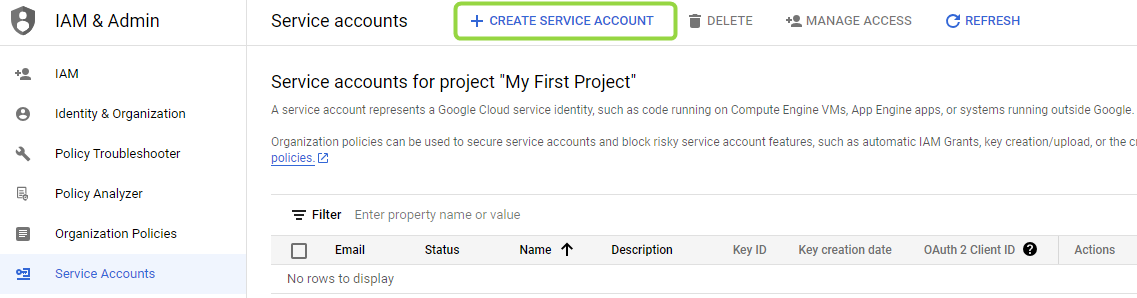 IAM & Admin
Service accounts
CREATE SERVICE ACCOUNT
DELETE
MANAGE ACCESS
REFRESH
IAM
Identity & Organization
Policy Troubleshooter
Policy Analyzer
Organization Policies
Service Accounts
Service accounts for project "My First Project"
A service account represents a Google Cloud service identity, such as code running on Compute Engine VMs, App Engine apps, or systems running outside Google.
Organization policies can be used to secure service accounts and block risky service account features, such as automatic IAM Grants, key creation/upload, or the
policies.
Filter Enter property name or value
Email Status Name Description Key ID Key creation date OAuth 2 Client ID Actions
No rows to display